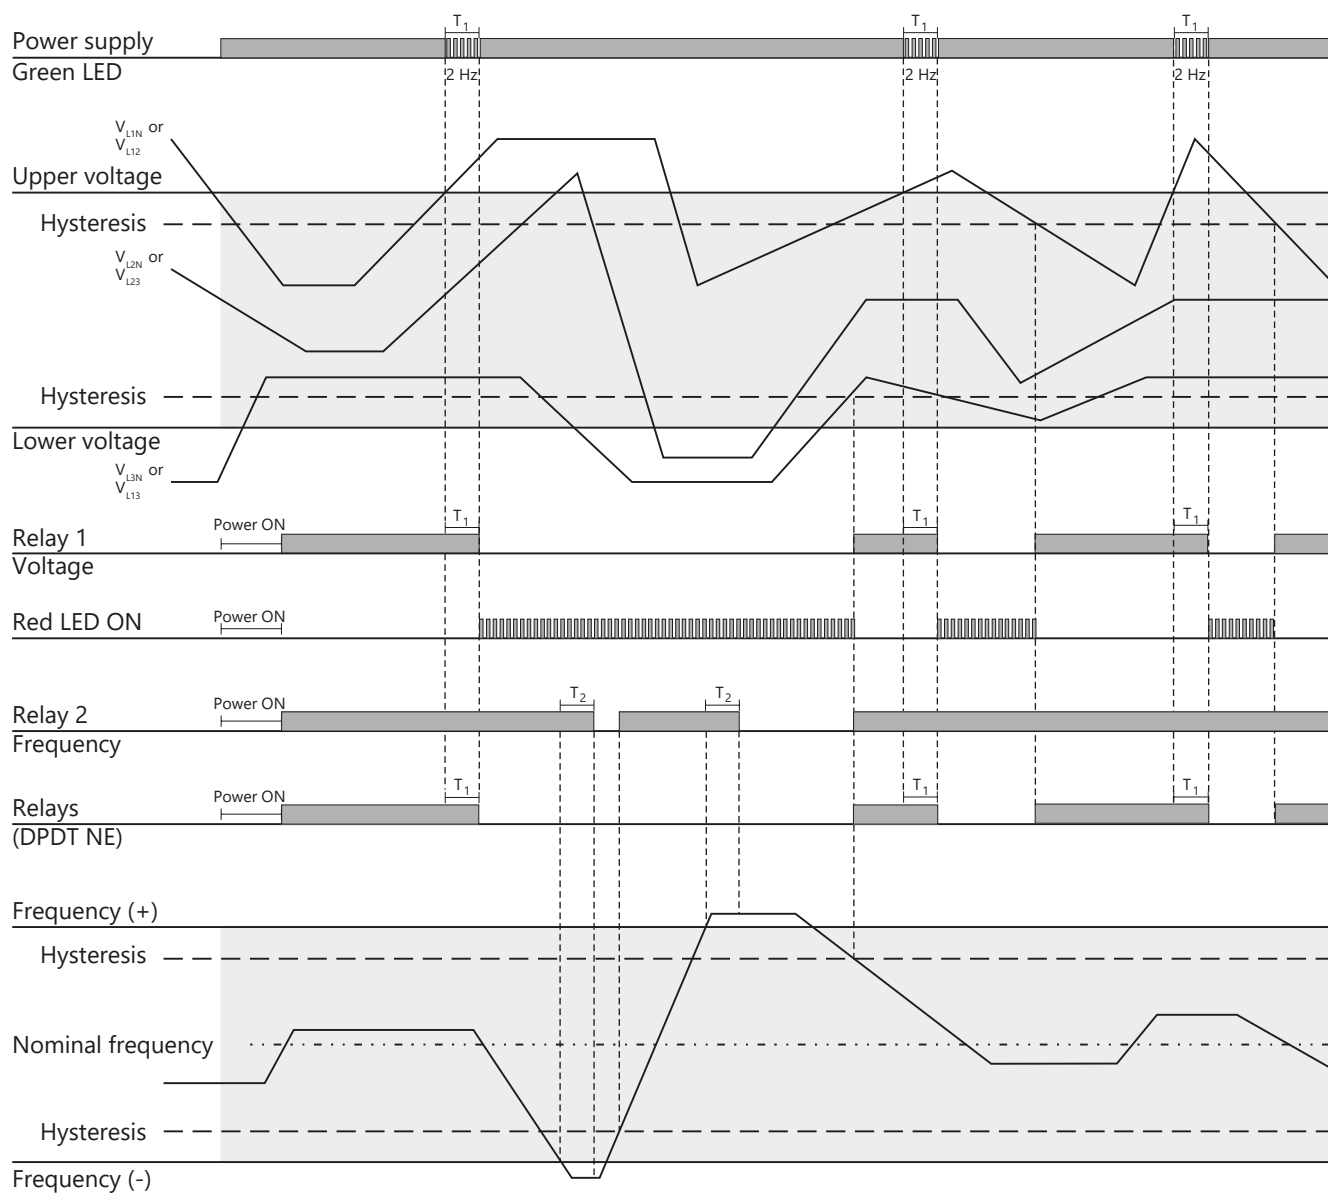 T1 T1 T1
Power supply
Green LED
2 Hz 2 Hz 2 Hz
VL1N or
VL12
Upper voltage
Hysteresis
VL2N or
VL23
Hysteresis
Lower voltage
VL3N or
VL13
Power ON T1 T1 T1
Relay 1
Voltage
Power ON
Red LED ON
Power ON T2 T2
Relay 2
Frequency
Power ON T1 T1 T1
Relays
(DPDT NE)
Frequency (+)
Hysteresis
Nominal frequency
Hysteresis
Frequency (-)